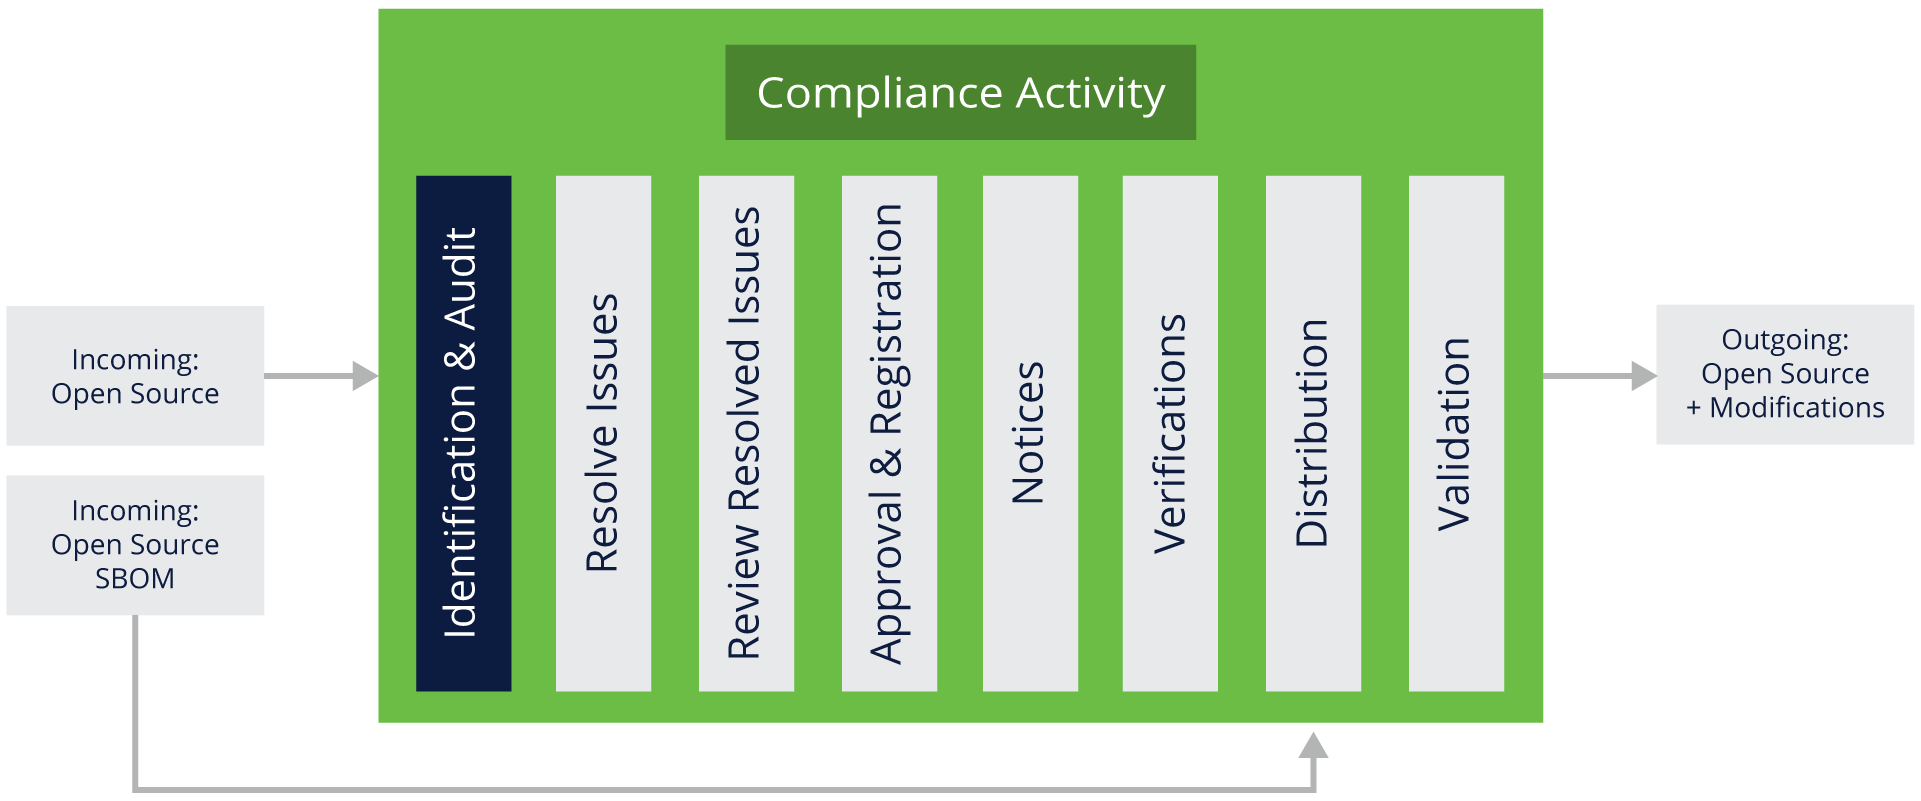 Compliance Activity
Incoming:
Open Source
Incoming:
Open Source
SBOM
Identification & Audit
Resolve Issues
Review Resolved Issues
Approval & Registration
Notices
Verifications
Distribution
Validation
Outgoing:
Open Source
+ Modifications